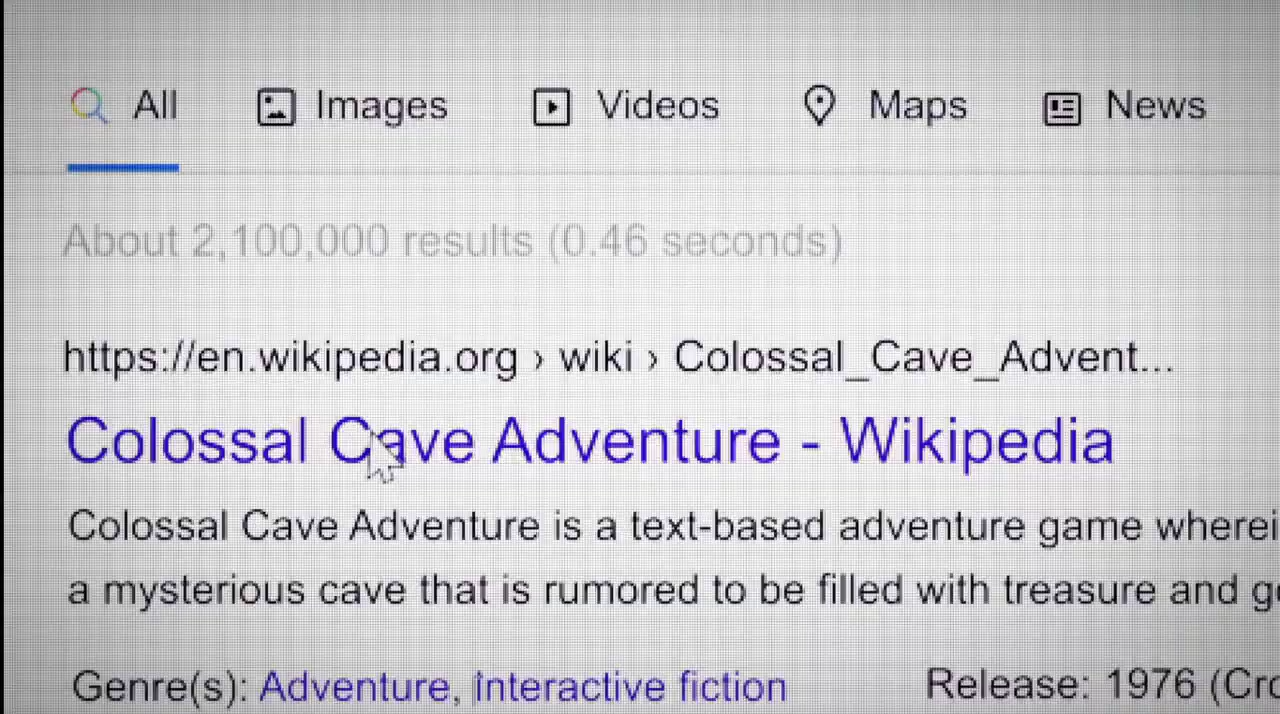 All Images Videos Maps News
About 2,100,000 results (0.46 seconds)
https://en.wikipedia.org › wiki › Colossal_Cave_Advent...
Colossal Cave Adventure - Wikipedia
Colossal Cave Adventure is a text-based adventure game wherei
a mysterious cave that is rumored to be filled with treasure and go
Genre(s): Adventure, Interactive fiction Release: 1976 (Cro